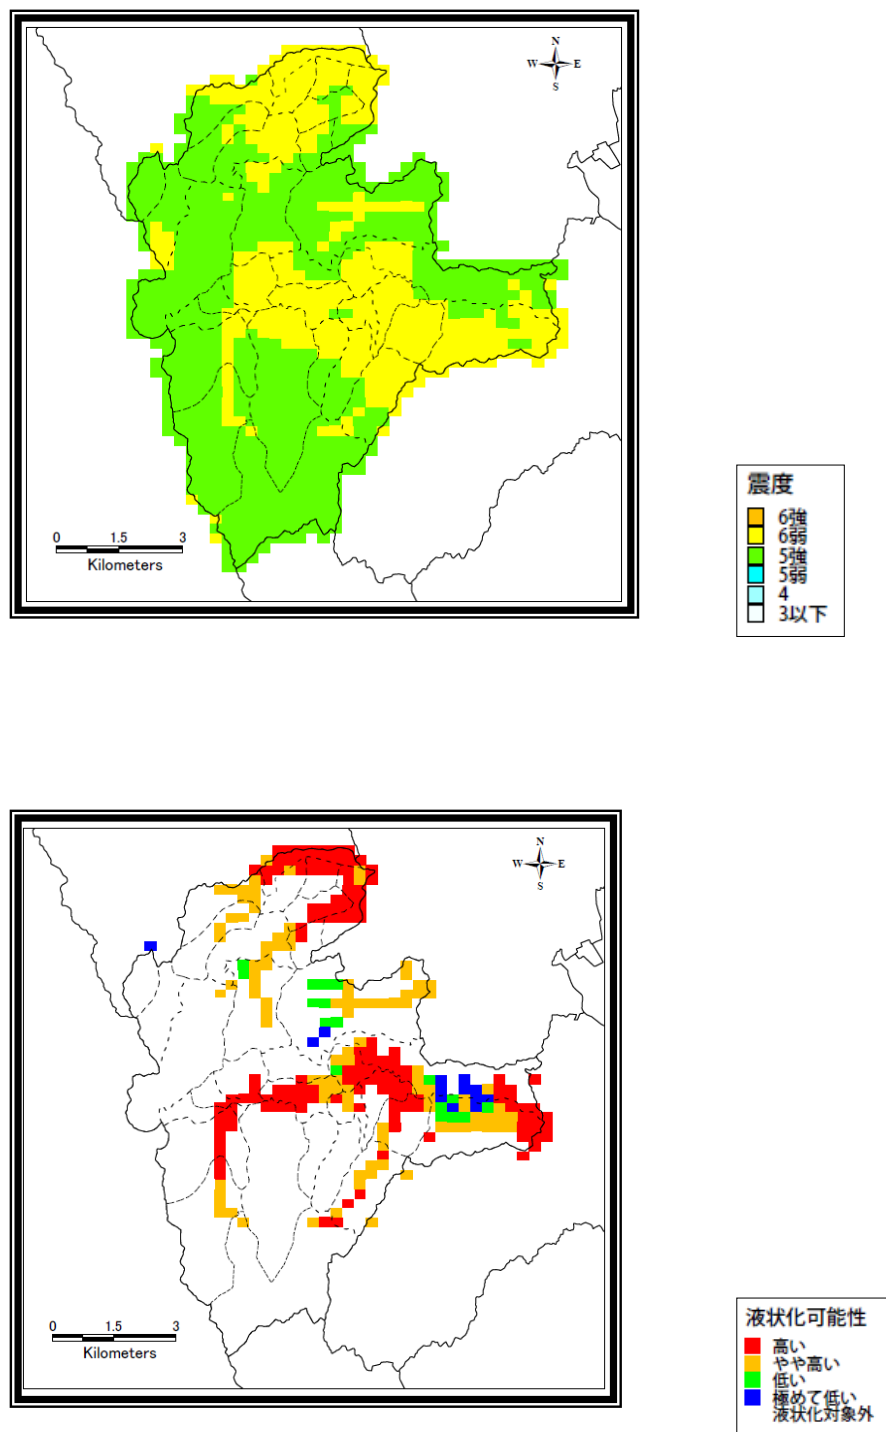 N
W E
S
0 1.5 3
Kilometers
震度
6強
6弱
5強
5弱
4
3以下
N
W E
S
0 1.5 3
Kilometers
液状化可能性
高い
やや高い
低い
極めて低い
液状化対象外